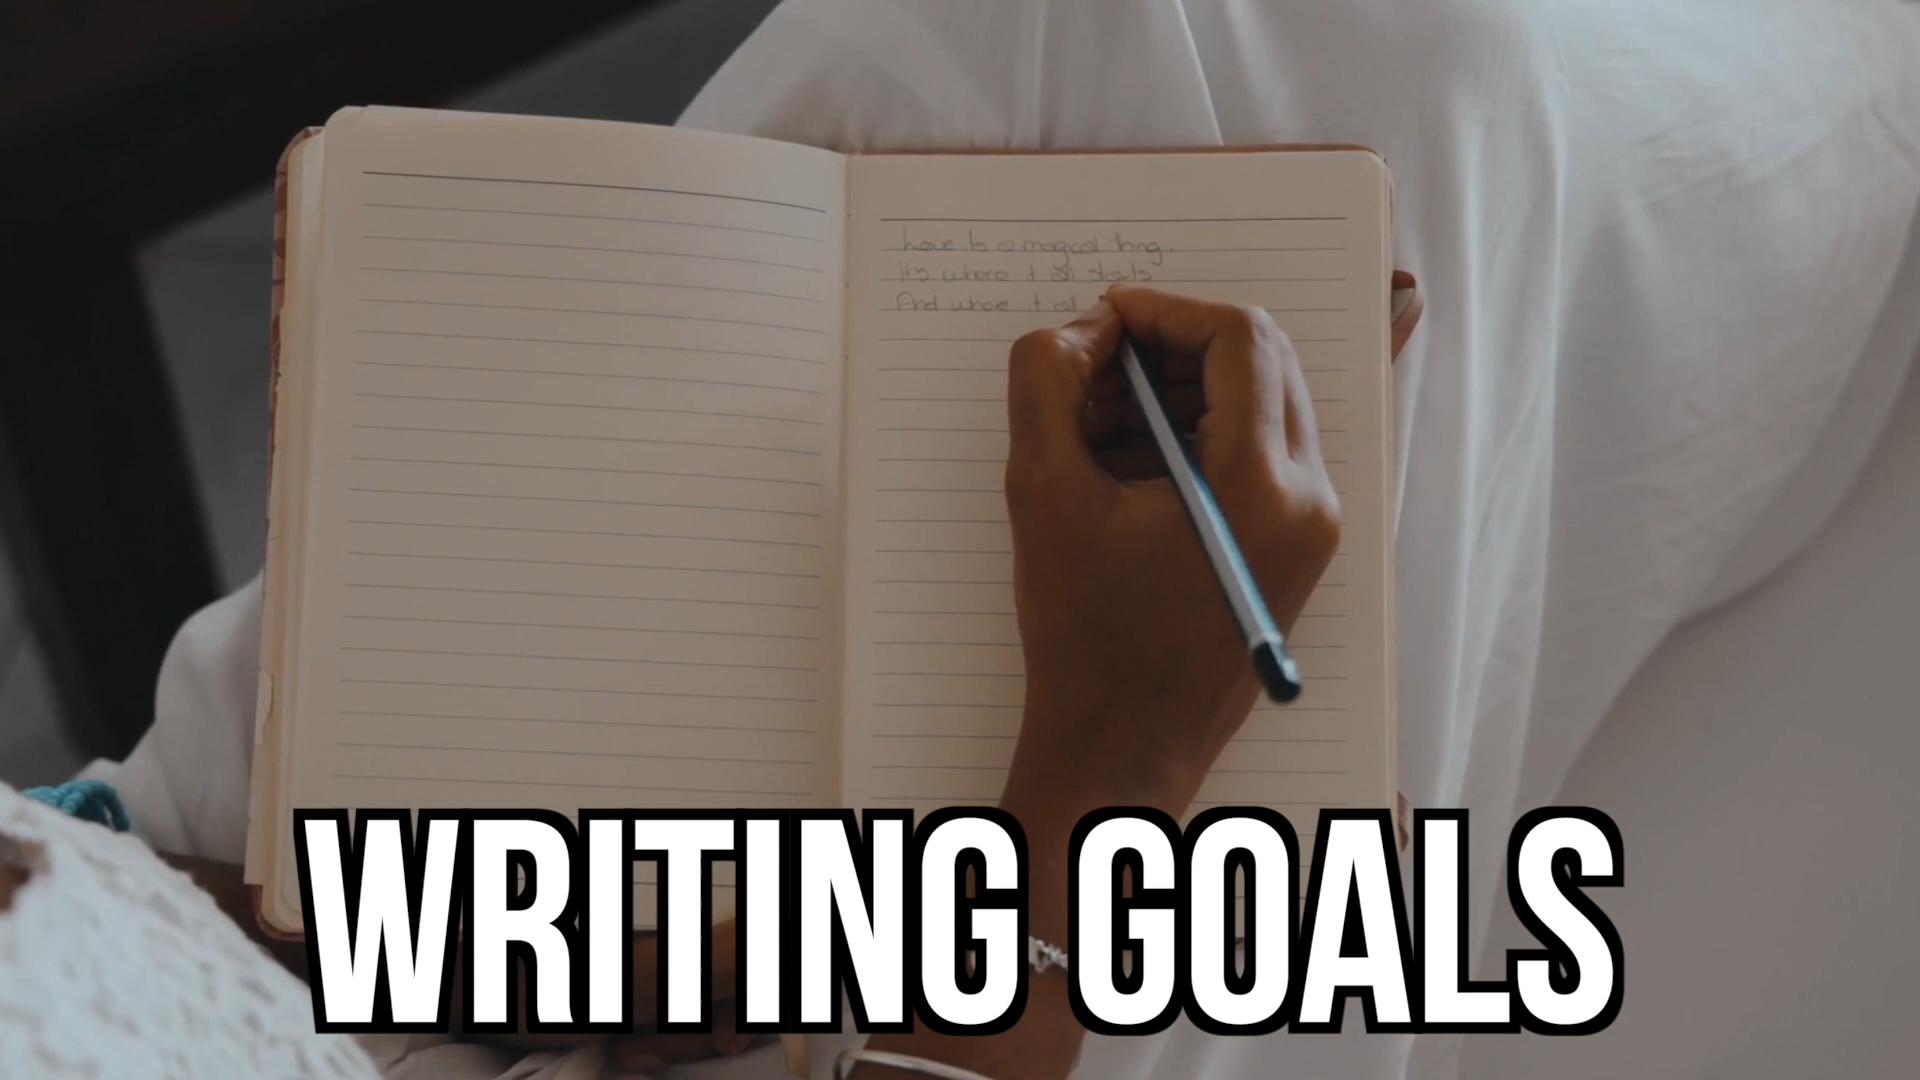 Love Is a magical thing.
It's where it all starts
And where it all
WRITING GOALS